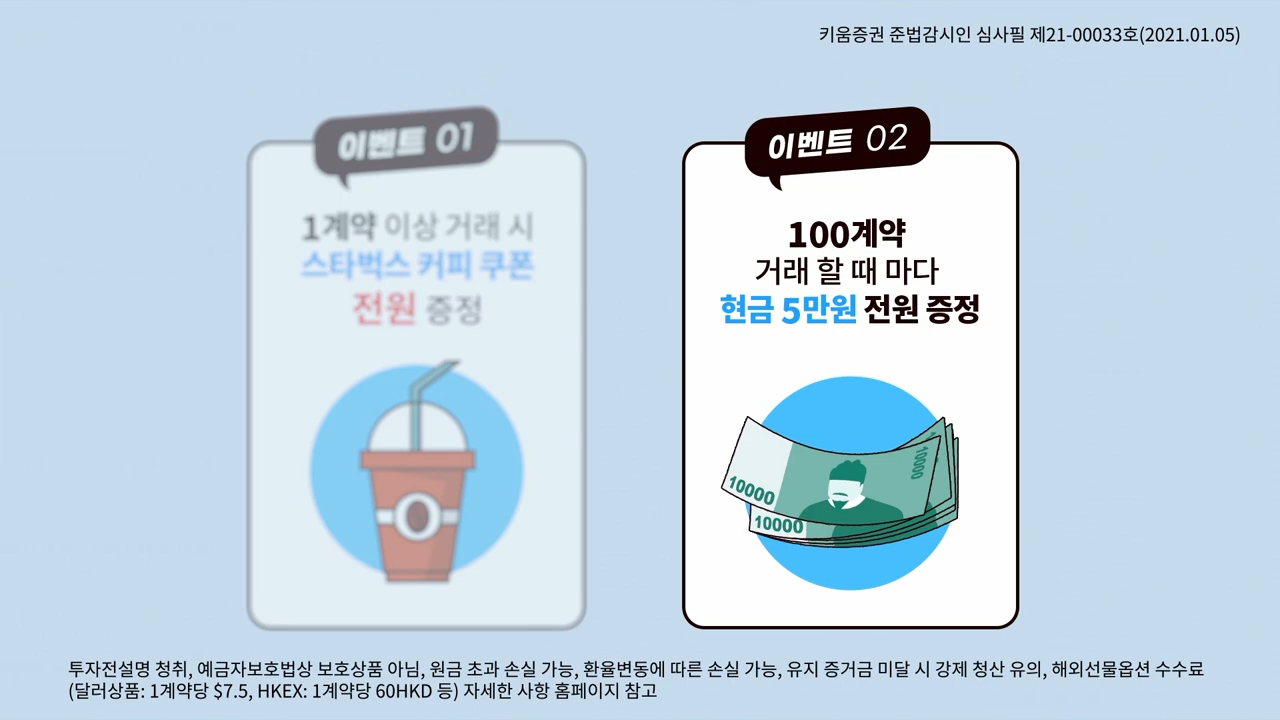 키움증권 준법감시인 심사필 제21-00033호(2021.01.05)
이벤트 01
1계약 이상 거래 시
스타벅스 커피 쿠폰
전원 증정
이벤트 02
100계약
거래 할 때 마다
현금 5만원 전원 증정
10000
10000
10000
투자전설명 청취, 예금자보호법상 보호상품 아님, 원금 초과 손실 가능, 환율변동에 따른 손실 가능, 유지 증거금 미달 시 강제 청산 유의, 해외선물옵션 수수료
(달러상품: 1계약당 $7.5, HKEX: 1계약당 60HKD 등) 자세한 사항 홈페이지 참고